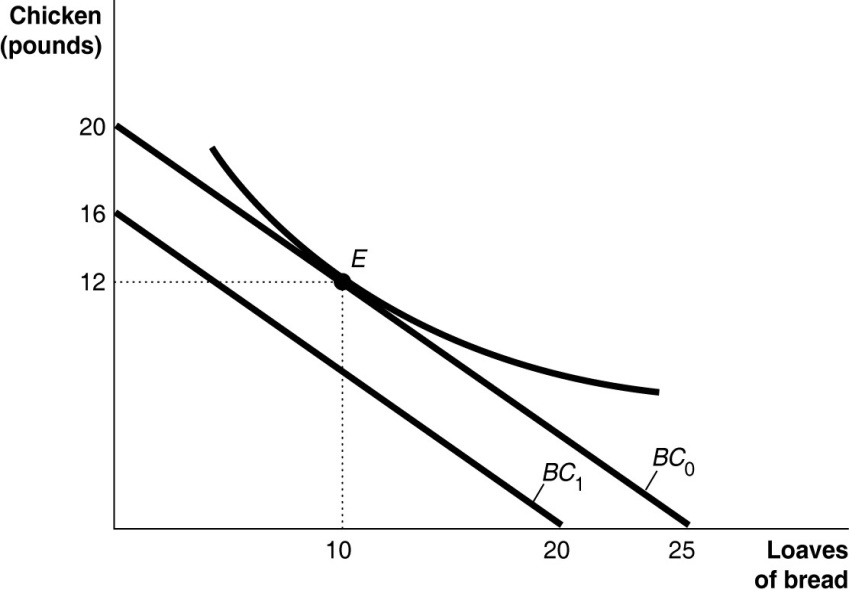 Chicken
(pounds)
20
16
12
E
BC1
BC0
10
20
25
Loaves
of bread